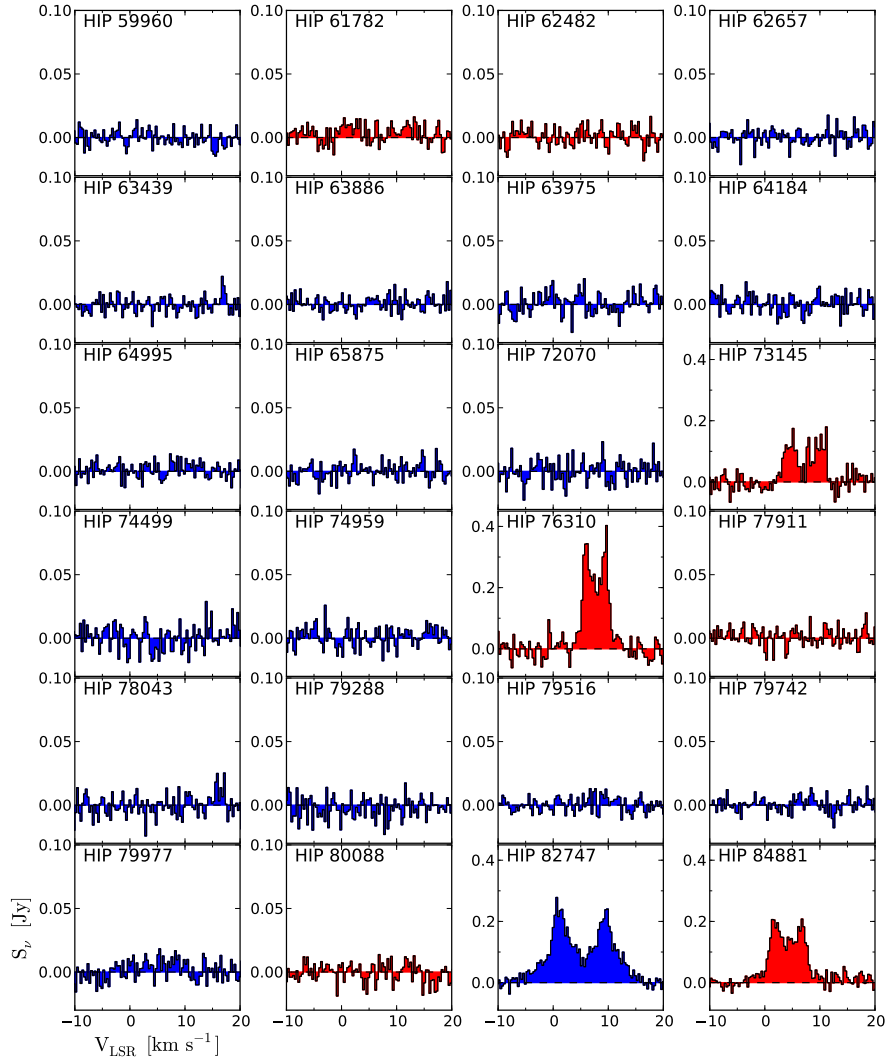 0.10 HIP 59960 0.10 HIP 61782 0.10 HIP 62482 0.10 HIP 62657
0.05 0.05 0.05 0.05
0.00 0.00 0.00 0.00
0.10 HIP 63439 0.10 HIP 63886 0.10 HIP 63975 0.10 HIP 64184
0.05 0.05 0.05 0.05
0.00 0.00 0.00 0.00
0.10 HIP 64995 0.10 HIP 65875 0.10 HIP 72070 0.4 HIP 73145
0.05 0.05 0.05 0.2
0.00 0.00 0.00 0.0
0.10 HIP 74499 0.10 HIP 74959 0.4 HIP 76310 0.10 HIP 77911
0.05 0.05 0.2 0.05
0.00 0.00 0.0 0.00
0.10 HIP 78043 0.10 HIP 79288 0.10 HIP 79516 0.10 HIP 79742
0.05 0.05 0.05 0.05
0.00 0.00 0.00 0.00
0.10 HIP 79977 0.10 HIP 80088 0.4 HIP 82747 0.4 HIP 84881
0.05 0.05 0.2 0.2
0.00 0.00 0.0 0.0
Sν [Jy]
−10 0 10 20 −10 0 10 20 −10 0 10 20 −10 0 10 20
VLSR [km s−1]